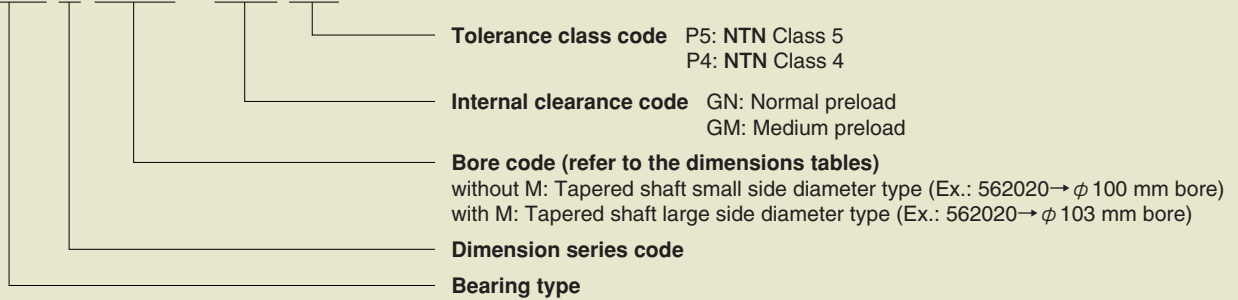 Tolerance class code P5: NTN Class 5
P4: NTN Class 4
Internal clearance code GN: Normal preload
GM: Medium preload
Bore code (refer to the dimensions tables)
without M: Tapered shaft small side diameter type (Ex.: 562020→φ100 mm bore)
with M: Tapered shaft large side diameter type (Ex.: 562020→φ103 mm bore)
Dimension series code
Bearing type